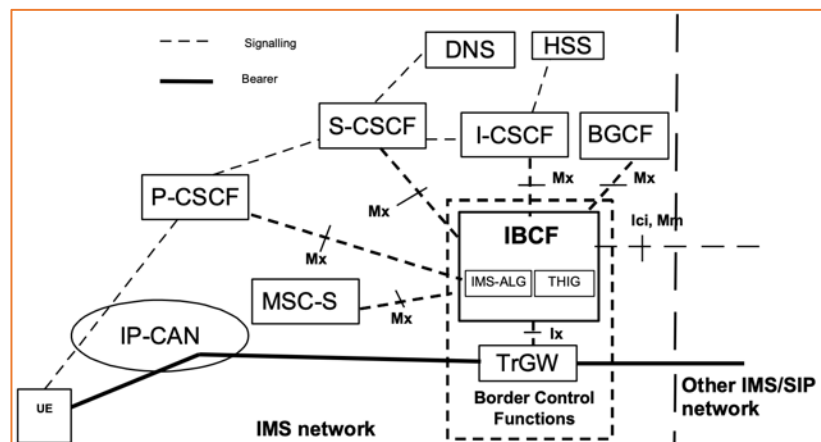 Signalling
Bearer
DNS
HSS
S-CSCF
I-CSCF
BGCF
P-CSCF
Mx
Mx
Mx
Mx
Ici, Mm
IBCF
IMS-ALG
THIG
MSC-S
Mx
Ix
IP-CAN
TrGW
UE
Border Control
Functions
IMS network
Other IMS/SIP
network